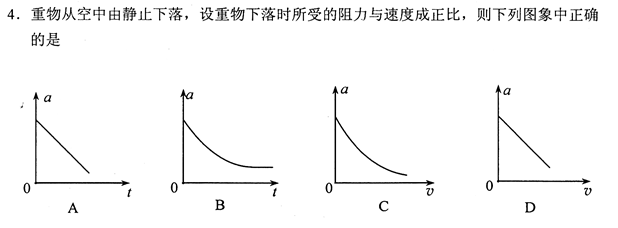 4．重物从空中由静止下落，设重物下落时所受的阻力与速度成正比，则下列图象中正确
的是
a a a a
0 t 0 t 0 v 0 v
A B C D